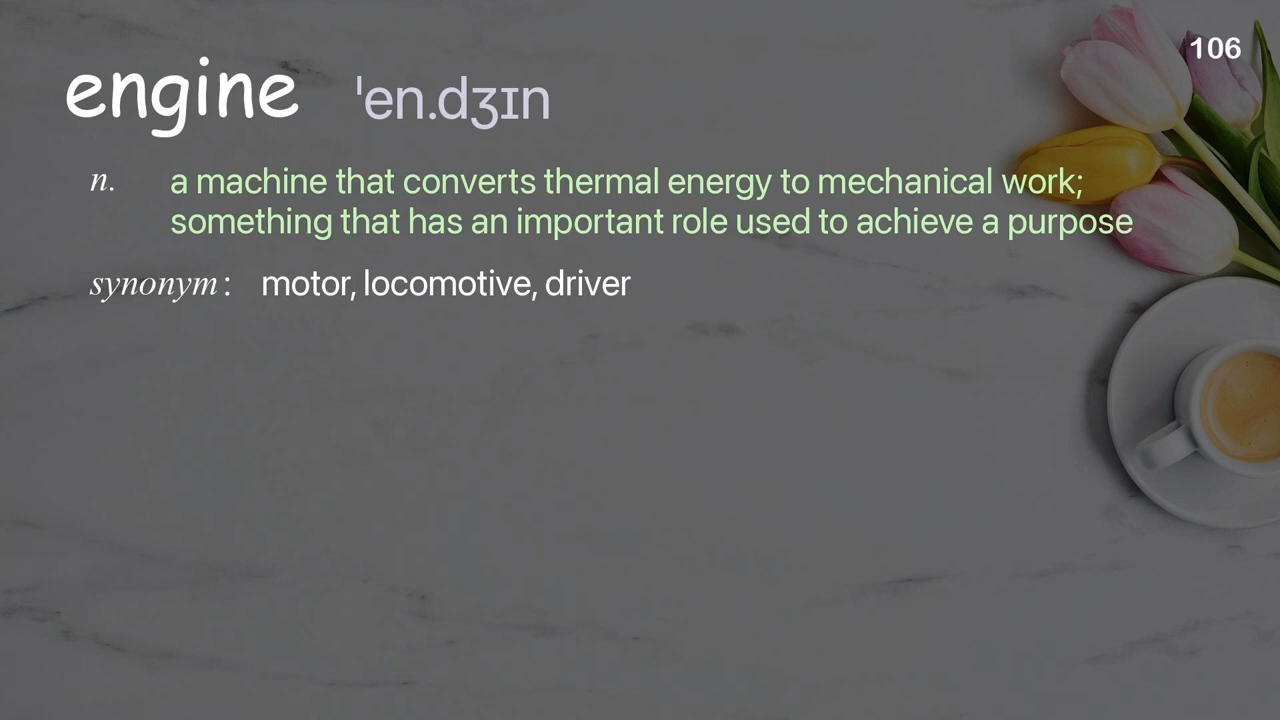 106
engine ˈen.dʒɪn
n. a machine that converts thermal energy to mechanical work;
something that has an important role used to achieve a purpose
synonym: motor, locomotive, driver